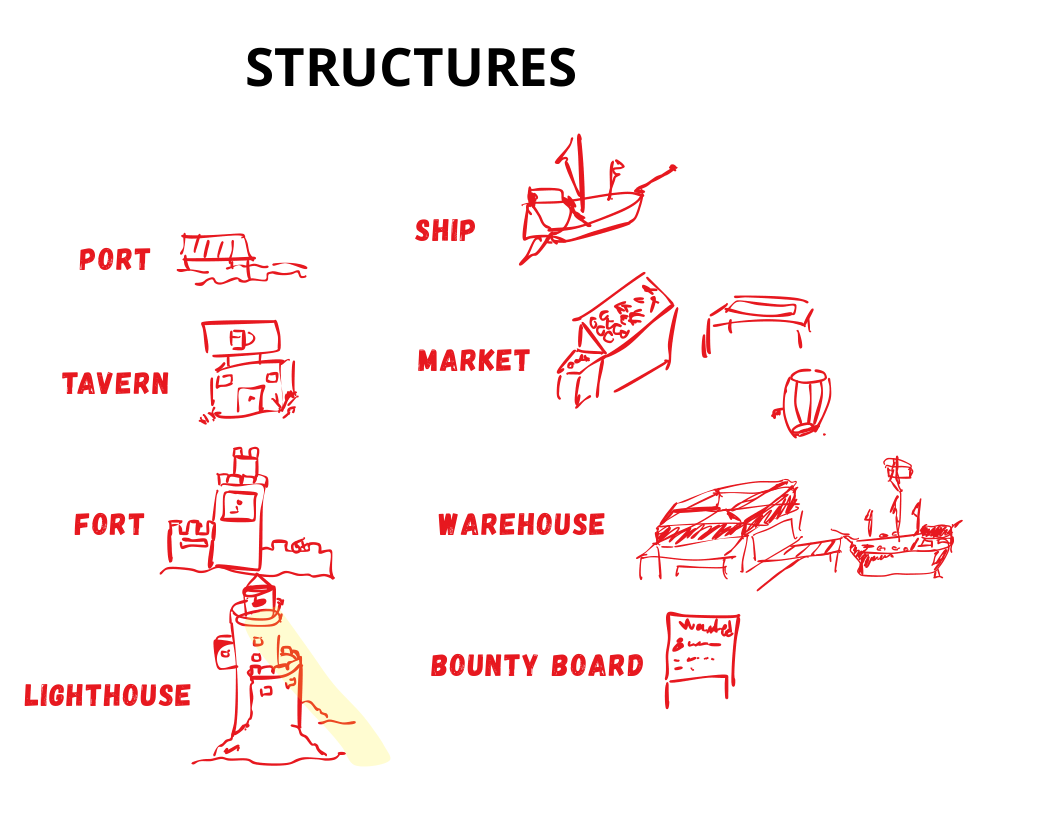 STRUCTURES
SHIP
PORT
MARKET
TAVERN
FORT
WAREHOUSE
Wanted
BOUNTY BOARD
LIGHTHOUSE